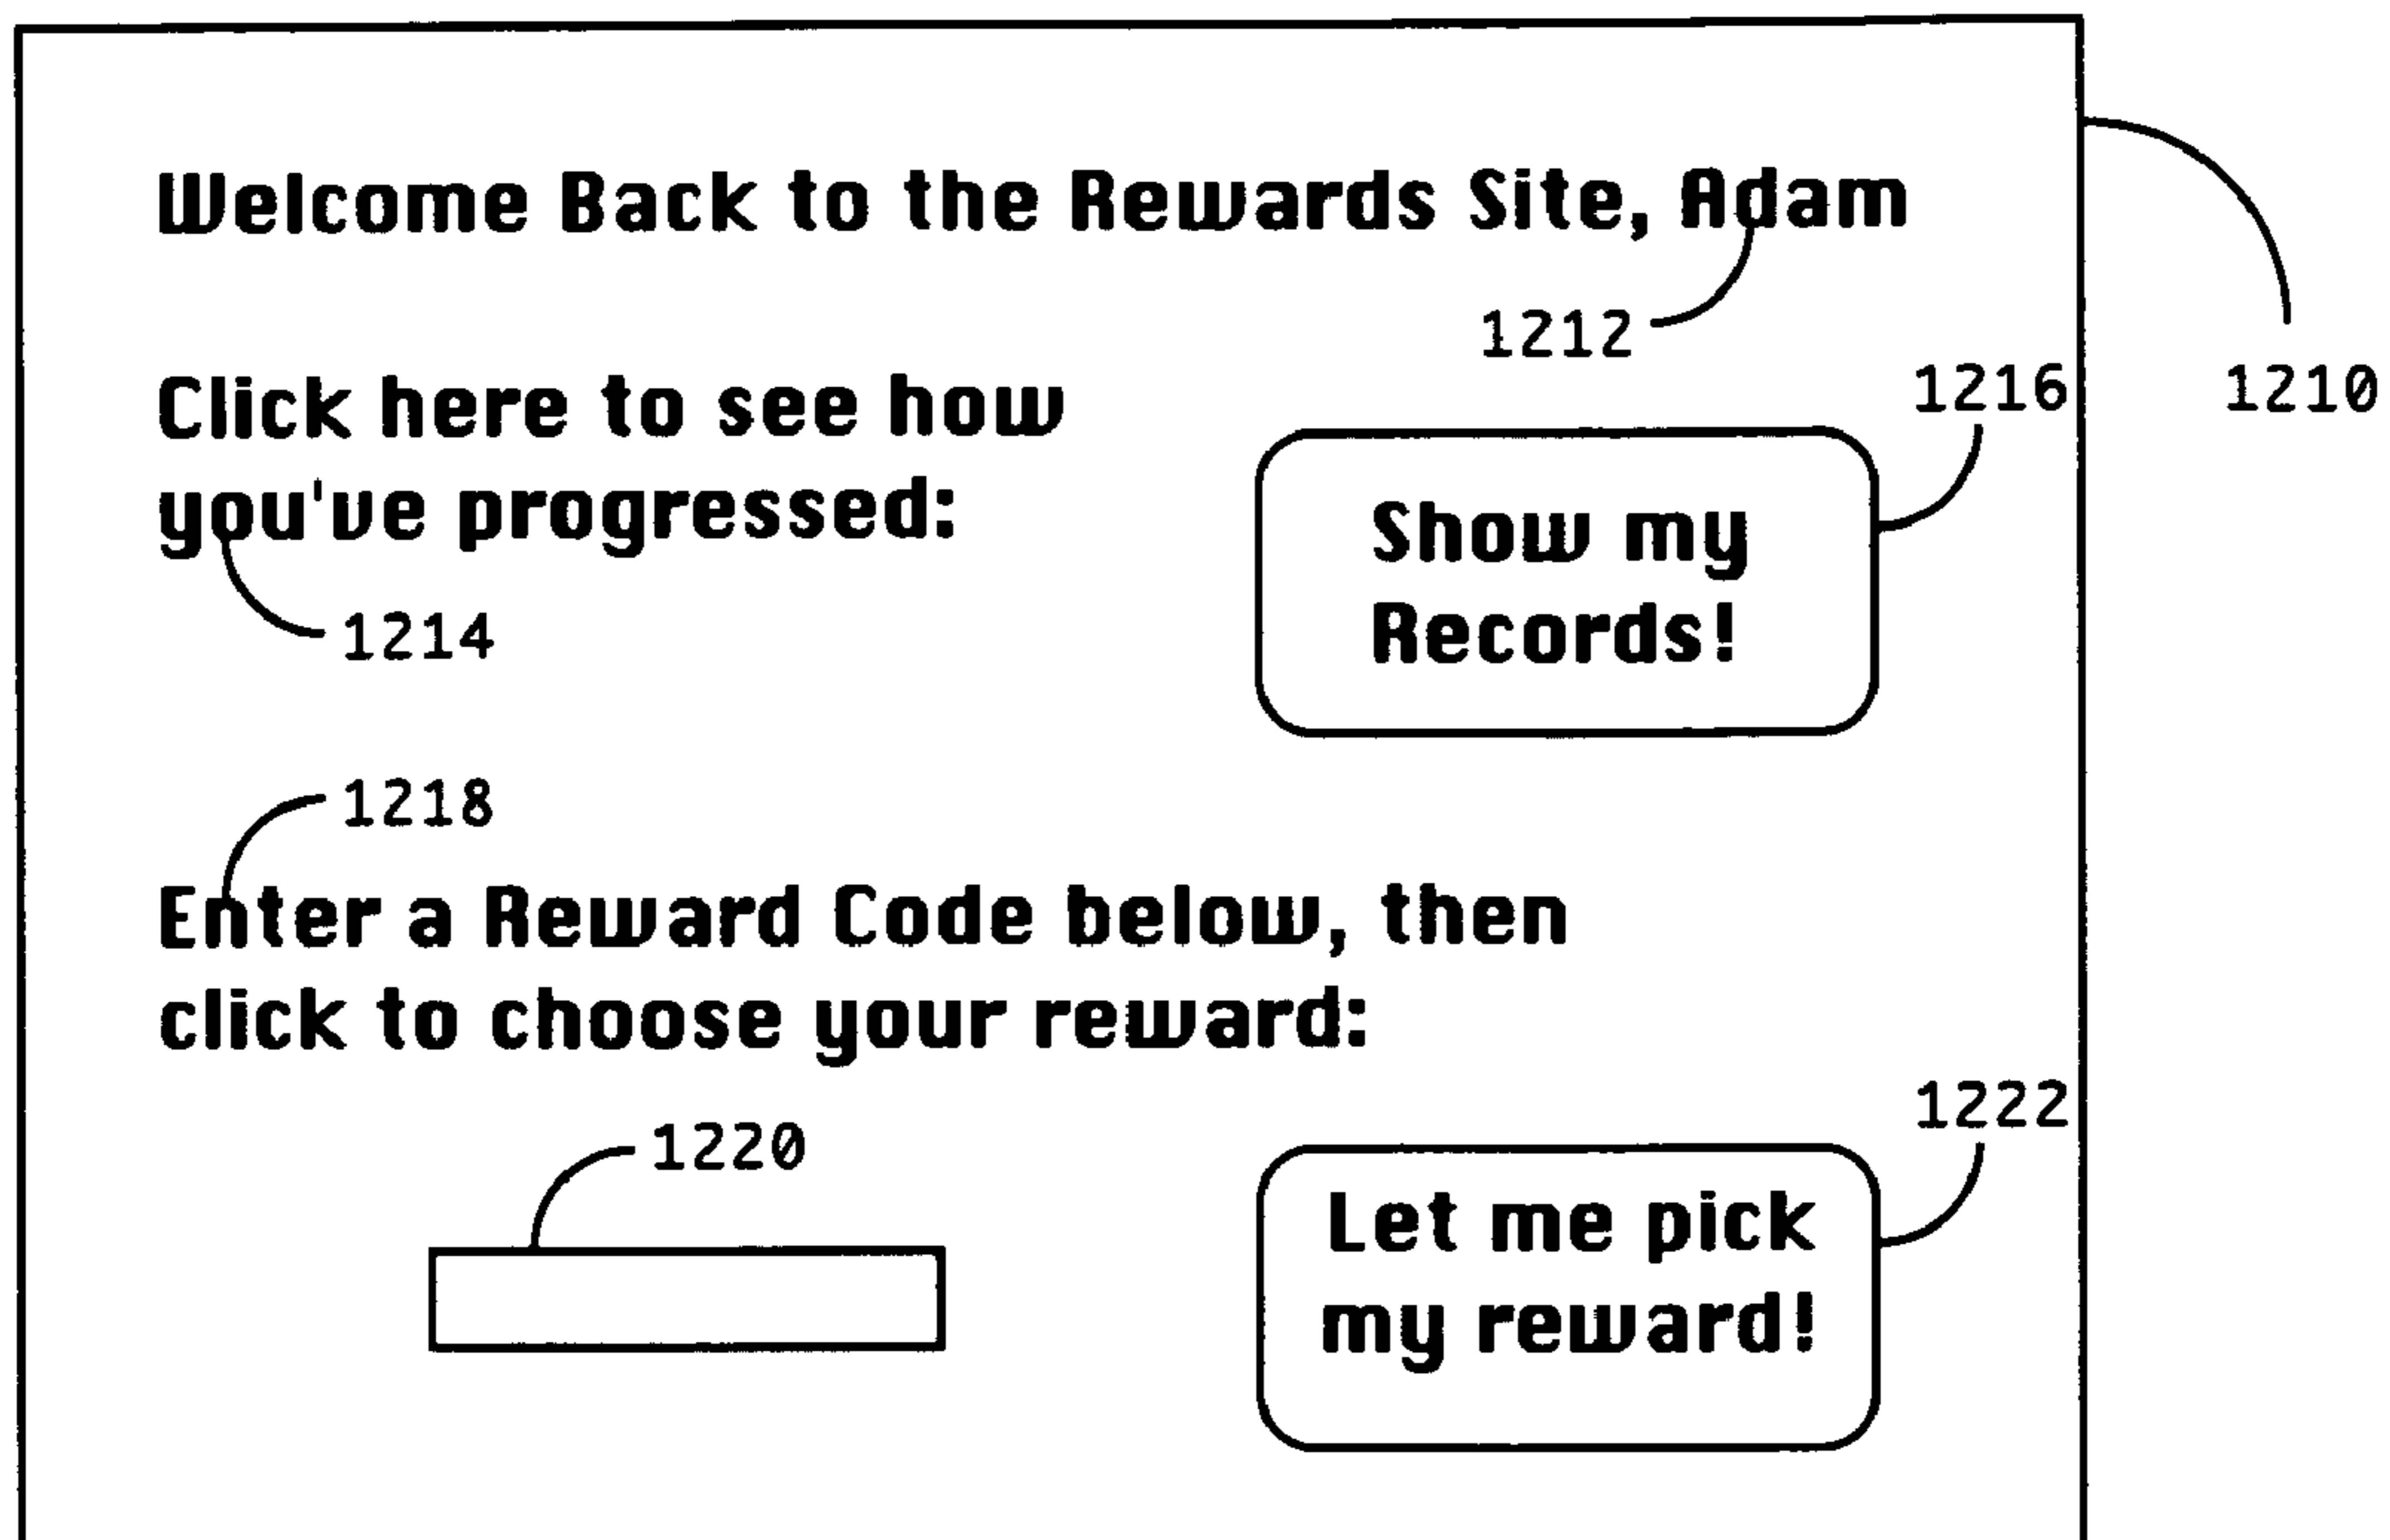 Welcome Back to the Rewards Site, Adam
1212
1216
1210
Click here to see how
you've progressed:
1214
Show my
Records!
1218
Enter a Reward Code below, then
click to choose your reward:
1220
1222
Let me pick
my reward!